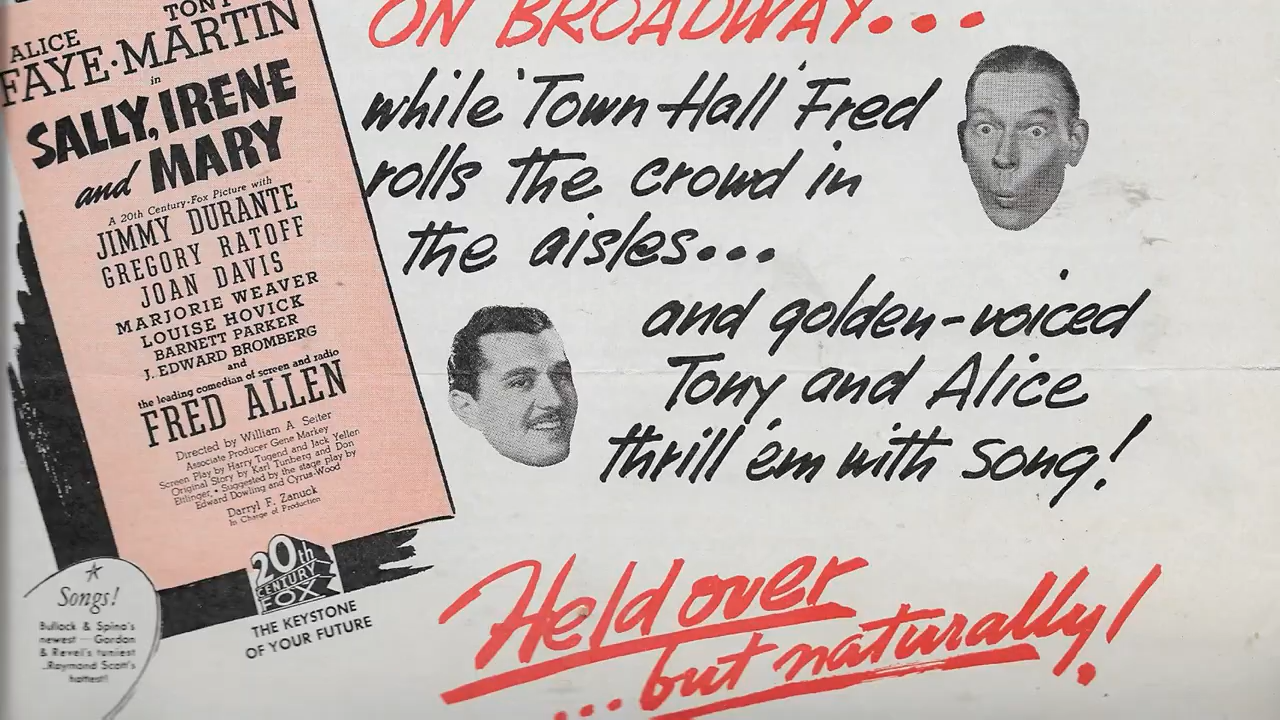 ALICE TONY
FAYE·MARTIN
in
SALLY, IRENE
and MARY
A 20th Century-Fox Picture with
JIMMY DURANTE
GREGORY RATOFF
JOAN DAVIS
MARJORIE WEAVER
LOUISE HOVICK
BARNETT PARKER
J. EDWARD BROMBERG
and
the leading comedian of screen and radio
FRED ALLEN
Directed by William A. Seiter
Associate Producer Gene Markey
Screen Play by Harry Tugend and Jack Yellen
Original Story by Karl Tunberg and Don
Ettlinger • Suggested by the stage play by
Edward Dowling and Cyrus Wood
Darryl F. Zanuck
In Charge of Production
20th
CENTURY
FOX
THE KEYSTONE
OF YOUR FUTURE
Songs!
Bullock & Spina's
newest — Gordon
& Revel's tuniest
...Raymond Scott's
hottest!
ON BROADWAY...
while 'Town Hall' Fred
rolls the crowd in
the aisles...
and golden-voiced
Tony and Alice
thrill 'em with song!
Held over
...but naturally!